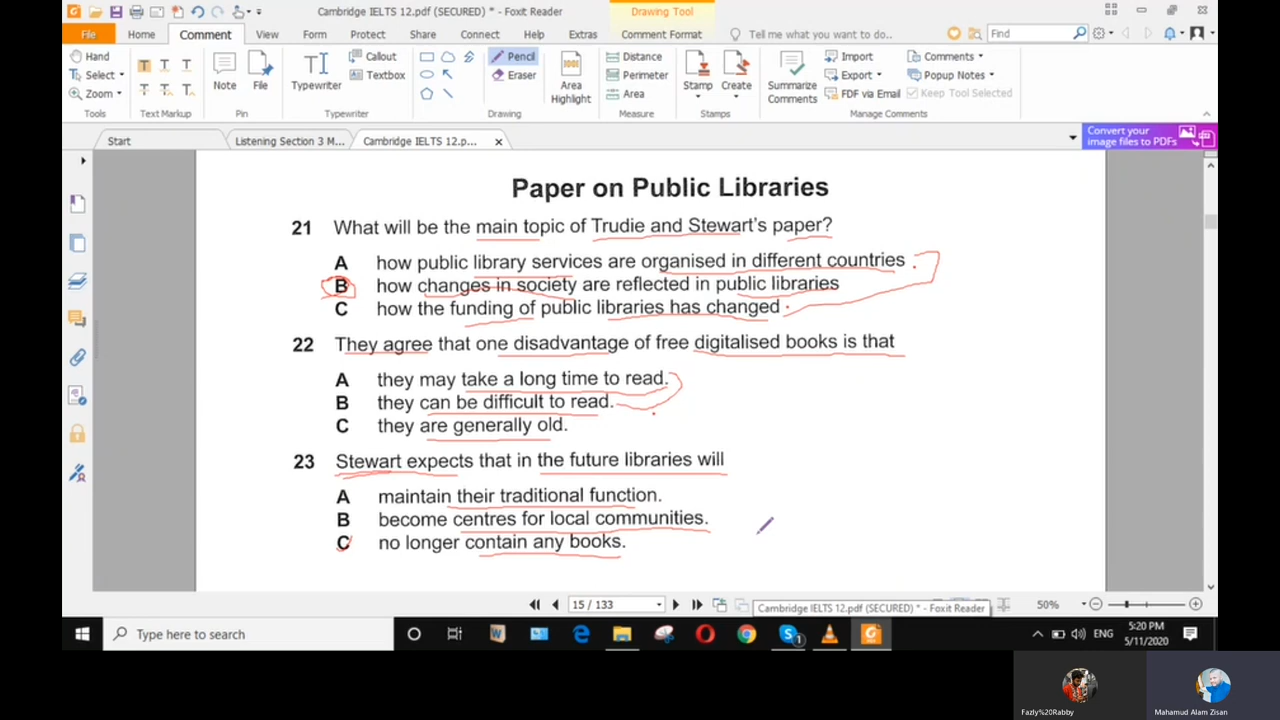 Cambridge IELTS 12.pdf (SECURED) * - Foxit Reader
Drawing Tool
File Home Comment View Form Protect Share Connect Help Extras Comment Format Tell me what you want to do.. Find
Hand
Select
Zoom
Tools
Text Markup
Note
File
Pin
Typewriter
Callout
Textbox
Typewriter
Pencil
Eraser
Drawing
Area Highlight
Distance
Perimeter
Area
Measure
Stamp
Create
Stamps
Summarize Comments
Import
Export
FDF via Email
Comments
Popup Notes
Keep Tool Selected
Manage Comments
Start
Listening Section 3 M...
Cambridge IELTS 12.p...
Convert your
image files to PDFs
Paper on Public Libraries
21 What will be the main topic of Trudie and Stewart's paper?
A how public library services are organised in different countries
B how changes in society are reflected in public libraries
C how the funding of public libraries has changed
22 They agree that one disadvantage of free digitalised books is that
A they may take a long time to read.
B they can be difficult to read.
C they are generally old.
23 Stewart expects that in the future libraries will
A maintain their traditional function.
B become centres for local communities.
C no longer contain any books.
15 / 133
Cambridge IELTS 12.pdf (SECURED) * - Foxit Reader
50%
Type here to search
ENG
5:20 PM
5/11/2020
Fazly%20Rabby
Mahamud Alam Zisan